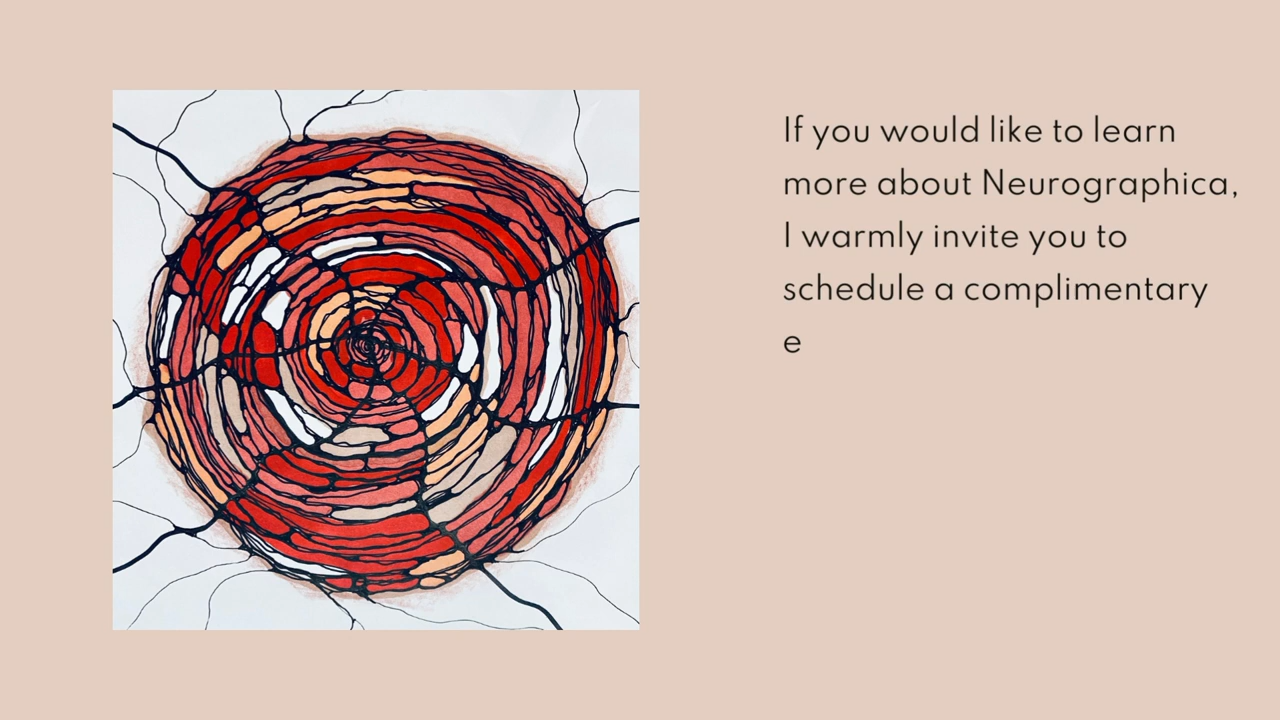 If you would like to learn
more about Neurographica,
I warmly invite you to
schedule a complimentary
e